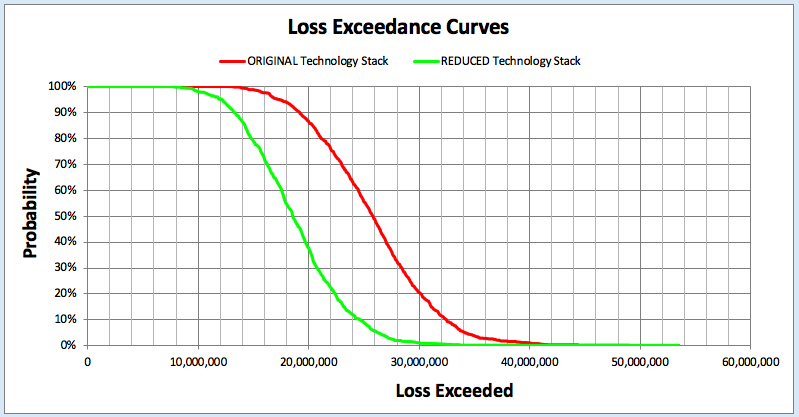 Loss Exceedance Curves
ORIGINAL Technology Stack REDUCED Technology Stack
100%
90%
80%
70%
60%
50%
40%
30%
20%
10%
0%
Probability
0 10,000,000 20,000,000 30,000,000 40,000,000 50,000,000 60,000,000
Loss Exceeded